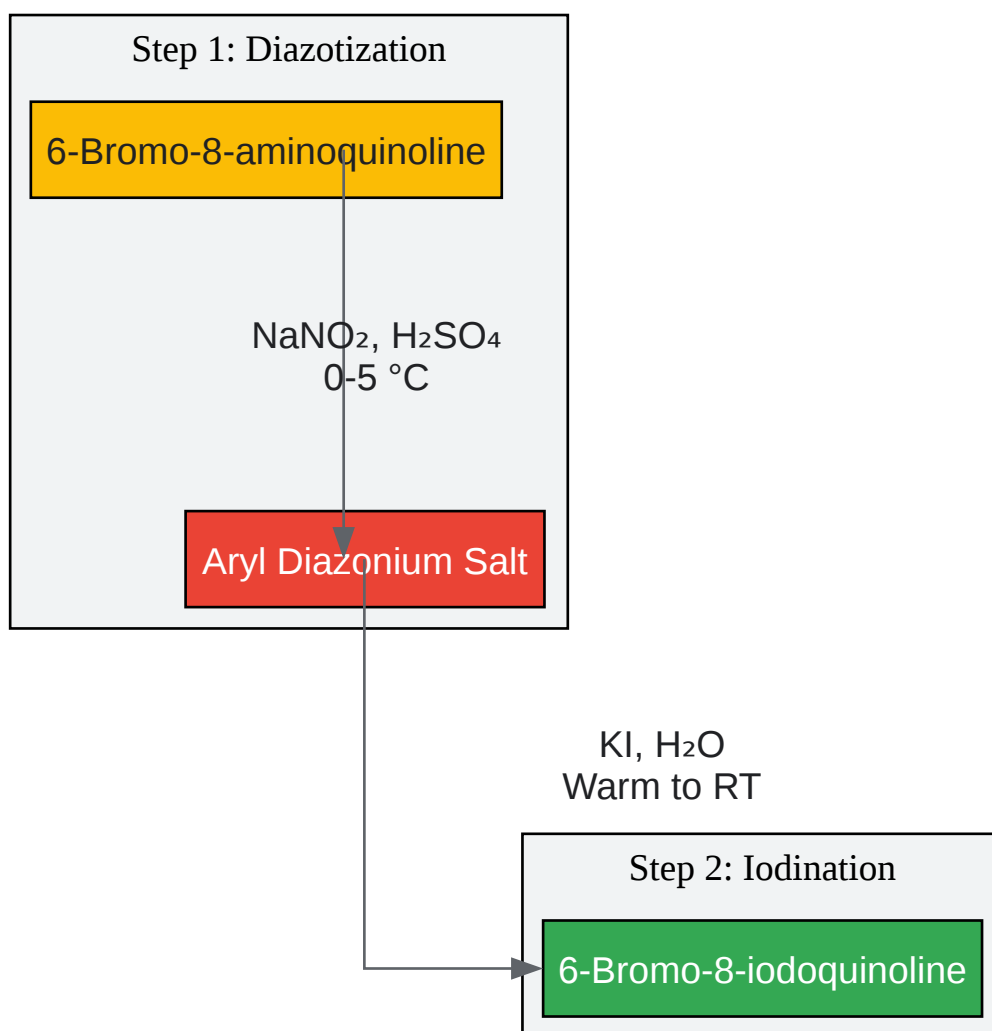 Step 1: Diazotization
6-Bromo-8-aminoquinoline
NaNO₂, H₂SO₄
0-5 °C
Aryl Diazonium Salt
KI, H₂O
Warm to RT
Step 2: Iodination
6-Bromo-8-iodoquinoline